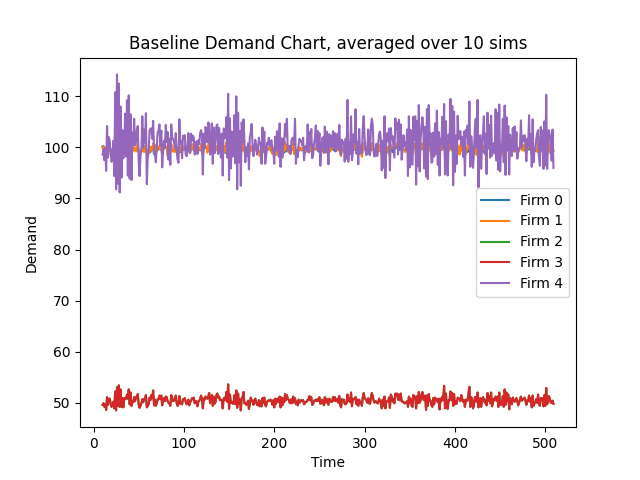 Baseline Demand Chart, averaged over 10 sims
110
100
90
80
70
60
50
Demand
Firm 0
Firm 1
Firm 2
Firm 3
Firm 4
0
100
200
300
400
500
Time